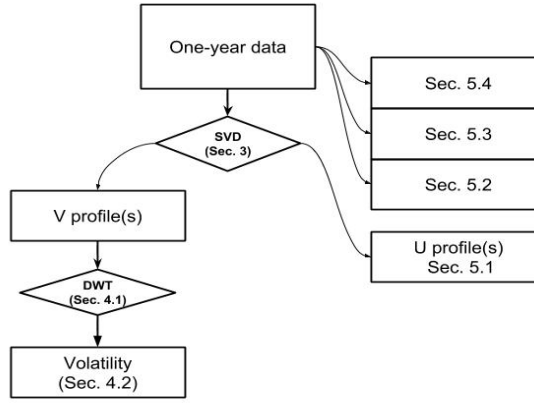 One-year data
Sec. 5.4
Sec. 5.3
Sec. 5.2
SVD
(Sec. 3)
V profile(s)
U profile(s)
Sec. 5.1
DWT
(Sec. 4.1)
Volatility
(Sec. 4.2)